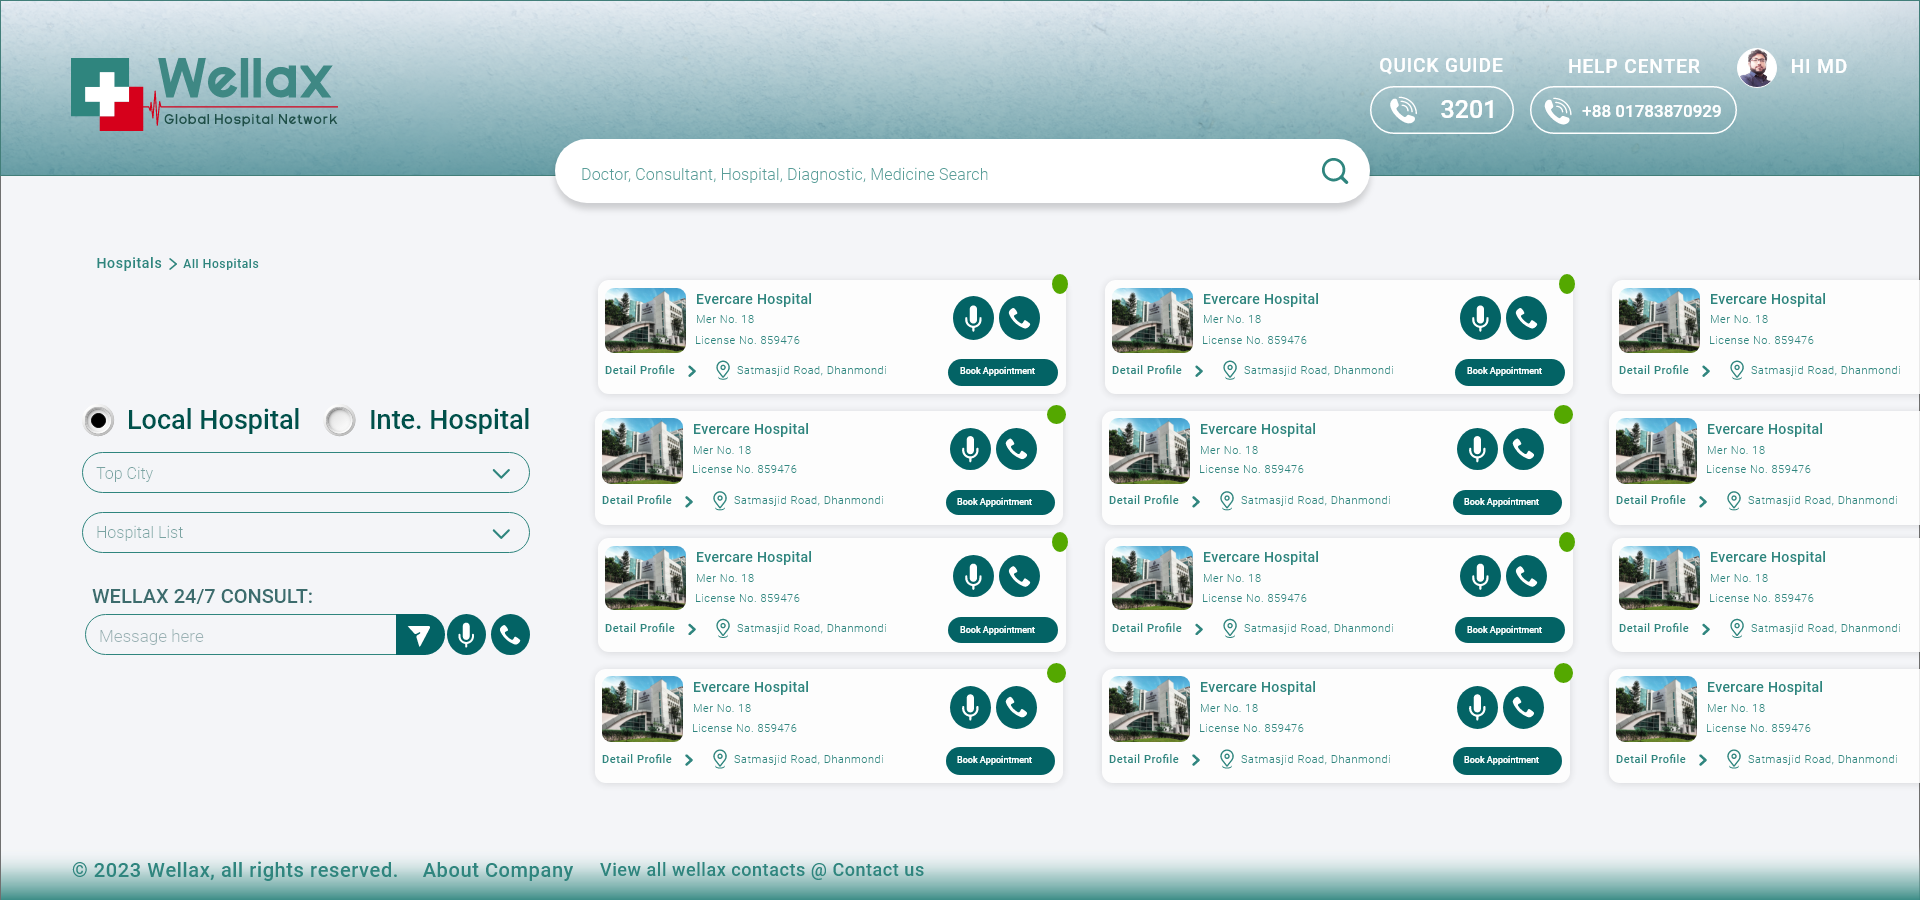 Wellax
Global Hospital Network
QUICK GUIDE
HELP CENTER
HI MD
3201
+88 01783870929
Doctor, Consultant, Hospital, Diagnostic, Medicine Search
Hospitals
All Hospitals
Local Hospital
Inte. Hospital
Top City
Hospital List
WELLAX 24/7 CONSULT:
Message here
Evercare Hospital
Mer No. 18
License No. 859476
Detail Profile
Satmasjid Road, Dhanmondi
Book Appointment
Evercare Hospital
Mer No. 18
License No. 859476
Detail Profile
Satmasjid Road, Dhanmondi
Book Appointment
Evercare Hospital
Mer No. 18
License No. 859476
Detail Profile
Satmasjid Road, Dhanmondi
Evercare Hospital
Mer No. 18
License No. 859476
Detail Profile
Satmasjid Road, Dhanmondi
Book Appointment
Evercare Hospital
Mer No. 18
License No. 859476
Detail Profile
Satmasjid Road, Dhanmondi
Book Appointment
Evercare Hospital
Mer No. 18
License No. 859476
Detail Profile
Satmasjid Road, Dhanmondi
Evercare Hospital
Mer No. 18
License No. 859476
Detail Profile
Satmasjid Road, Dhanmondi
Book Appointment
Evercare Hospital
Mer No. 18
License No. 859476
Detail Profile
Satmasjid Road, Dhanmondi
Book Appointment
Evercare Hospital
Mer No. 18
License No. 859476
Detail Profile
Satmasjid Road, Dhanmondi
Evercare Hospital
Mer No. 18
License No. 859476
Detail Profile
Satmasjid Road, Dhanmondi
Book Appointment
Evercare Hospital
Mer No. 18
License No. 859476
Detail Profile
Satmasjid Road, Dhanmondi
Book Appointment
Evercare Hospital
Mer No. 18
License No. 859476
Detail Profile
Satmasjid Road, Dhanmondi
© 2023 Wellax, all rights reserved.
About Company
View all wellax contacts @ Contact us